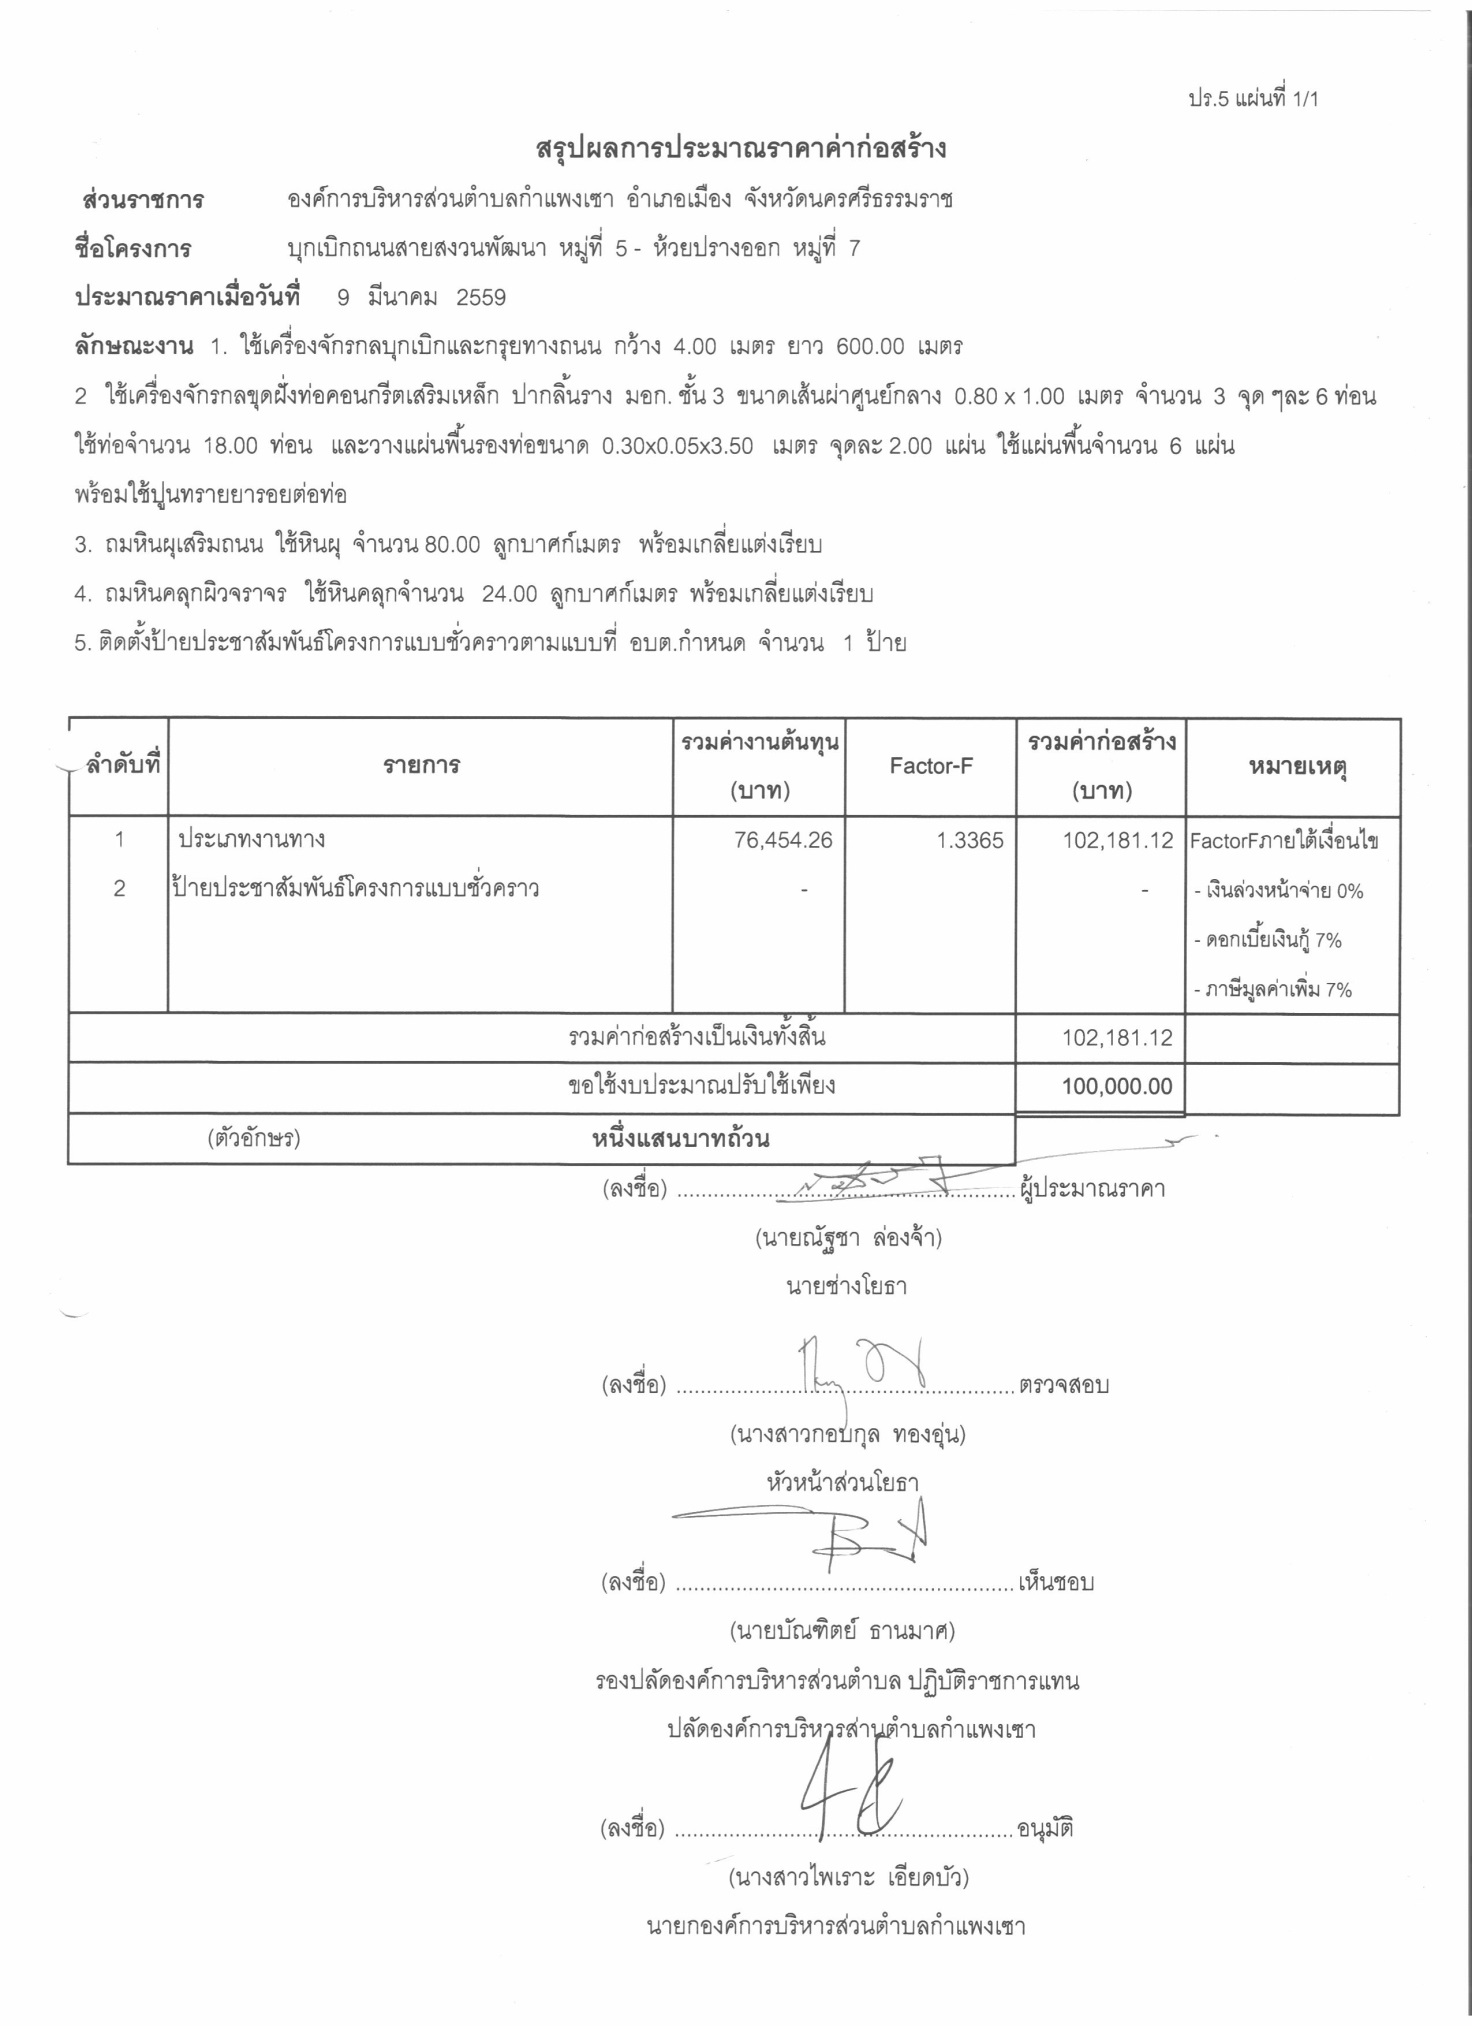 ปร.5 แผ่นที่ 1/1
สรุปผลการประมาณราคาค่าก่อสร้าง
ส่วนราชการ องค์การบริหารส่วนตำบลกำแพงเซา อำเภอเมือง จังหวัดนครศรีธรรมราช
ชื่อโครงการ บุกเบิกถนนสายสงวนพัฒนา หมู่ที่ 5 - ห้วยปรางออก หมู่ที่ 7
ประมาณราคาเมื่อวันที่ 9 มีนาคม 2559
ลักษณะงาน 1. ใช้เครื่องจักรกลบุกเบิกและกรุยทางถนน กว้าง 4.00 เมตร ยาว 600.00 เมตร
2 ใช้เครื่องจักรกลขุดฝั่งท่อคอนกรีตเสริมเหล็ก ปากลิ้นราง มอก. ชั้น 3 ขนาดเส้นผ่าศูนย์กลาง 0.80 x 1.00 เมตร จำนวน 3 จุด ๆละ 6 ท่อน
ใช้ท่อจำนวน 18.00 ท่อน และวางแผ่นพื้นรองท่อขนาด 0.30x0.05x3.50 เมตร จุดละ 2.00 แผ่น ใช้แผ่นพื้นจำนวน 6 แผ่น
พร้อมใช้ปูนทรายยารอยต่อท่อ
3. ถมหินผุเสริมถนน ใช้หินผุ จำนวน 80.00 ลูกบาศก์เมตร พร้อมเกลี่ยแต่งเรียบ
4. ถมหินคลุกผิวจราจร ใช้หินคลุกจำนวน 24.00 ลูกบาศก์เมตร พร้อมเกลี่ยแต่งเรียบ
5. ติดตั้งป้ายประชาสัมพันธ์โครงการแบบชั่วคราวตามแบบที่ อบต.กำหนด จำนวน 1 ป้าย
ลำดับที่ รายการ รวมค่างานต้นทุน (บาท) Factor-F รวมค่าก่อสร้าง (บาท) หมายเหตุ
1 ประเภทงานทาง 76,454.26 1.3365 102,181.12 FactorFภายใต้เงื่อนไข
2 ป้ายประชาสัมพันธ์โครงการแบบชั่วคราว - - - เงินล่วงหน้าจ่าย 0%
- ดอกเบี้ยเงินกู้ 7%
- ภาษีมูลค่าเพิ่ม 7%
รวมค่าก่อสร้างเป็นเงินทั้งสิ้น 102,181.12
ขอใช้งบประมาณปรับใช้เพียง 100,000.00
(ตัวอักษร) หนึ่งแสนบาทถ้วน
(ลงชื่อ) ........................................................ ผู้ประมาณราคา
(นายณัฐชา ล่องจ้า)
นายช่างโยธา
(ลงชื่อ) ........................................................ ตรวจสอบ
(นางสาวกอบกุล ทองอุ่น)
หัวหน้าส่วนโยธา
(ลงชื่อ) ........................................................ เห็นชอบ
(นายบัณฑิตย์ ธานมาศ)
รองปลัดองค์การบริหารส่วนตำบล ปฏิบัติราชการแทน
ปลัดองค์การบริหารส่านตำบลกำแพงเซา
(ลงชื่อ) ........................................................ อนุมัติ
(นางสาวไพเราะ เอียดบัว)
นายกองค์การบริหารส่วนตำบลกำแพงเซา